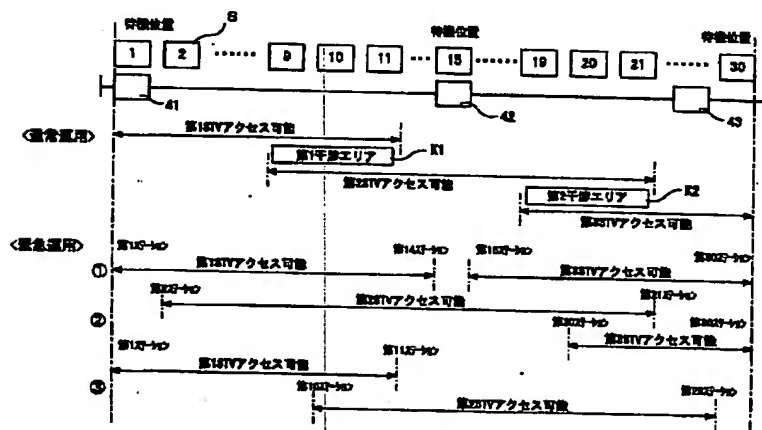 待機位置 待機位置 待機位置
S
1 2 9 10 11 15 19 20 21 30
41 42 43
<通常運用>
第1STVアクセス可能
第1干渉エリア K1
第2STVアクセス可能
第2干渉エリア K2
第3STVアクセス可能
<緊急運用>
① 第1ステーション 第14ステーション 第16ステーション 第30ステーション
第1STVアクセス可能 第3STVアクセス可能
② 第2ステーション 第21ステーション
第2STVアクセス可能
第20ステーション 第30ステーション
第3STVアクセス可能
③ 第1ステーション 第11ステーション
第1STVアクセス可能
第10ステーション
第2STVアクセス可能